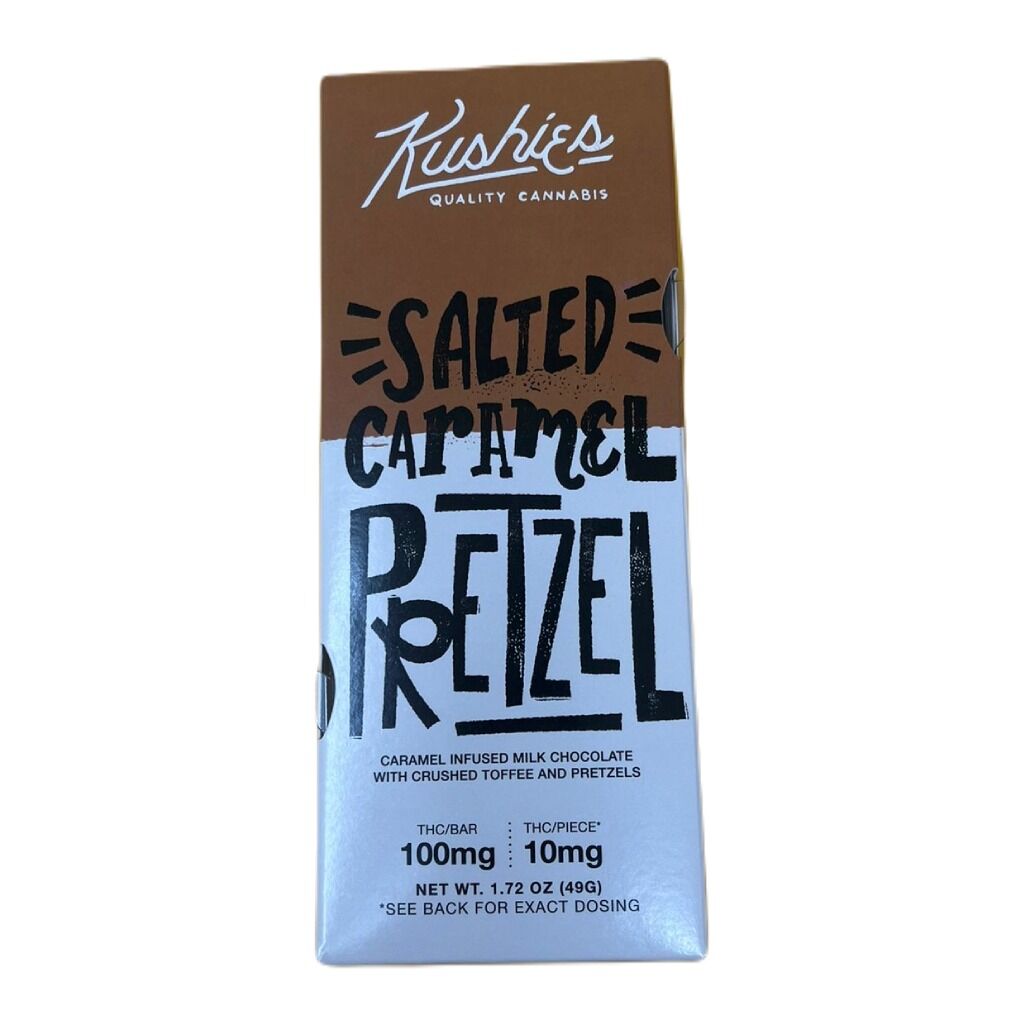 Kushies
QUALITY CANNABIS
SALTED
CARAMEL
PRETZEL
CARAMEL INFUSED MILK CHOCOLATE
WITH CRUSHED TOFFEE AND PRETZELS
THC/BAR THC/PIECE*
100mg 10mg
NET WT. 1.72 OZ (49G)
*SEE BACK FOR EXACT DOSING